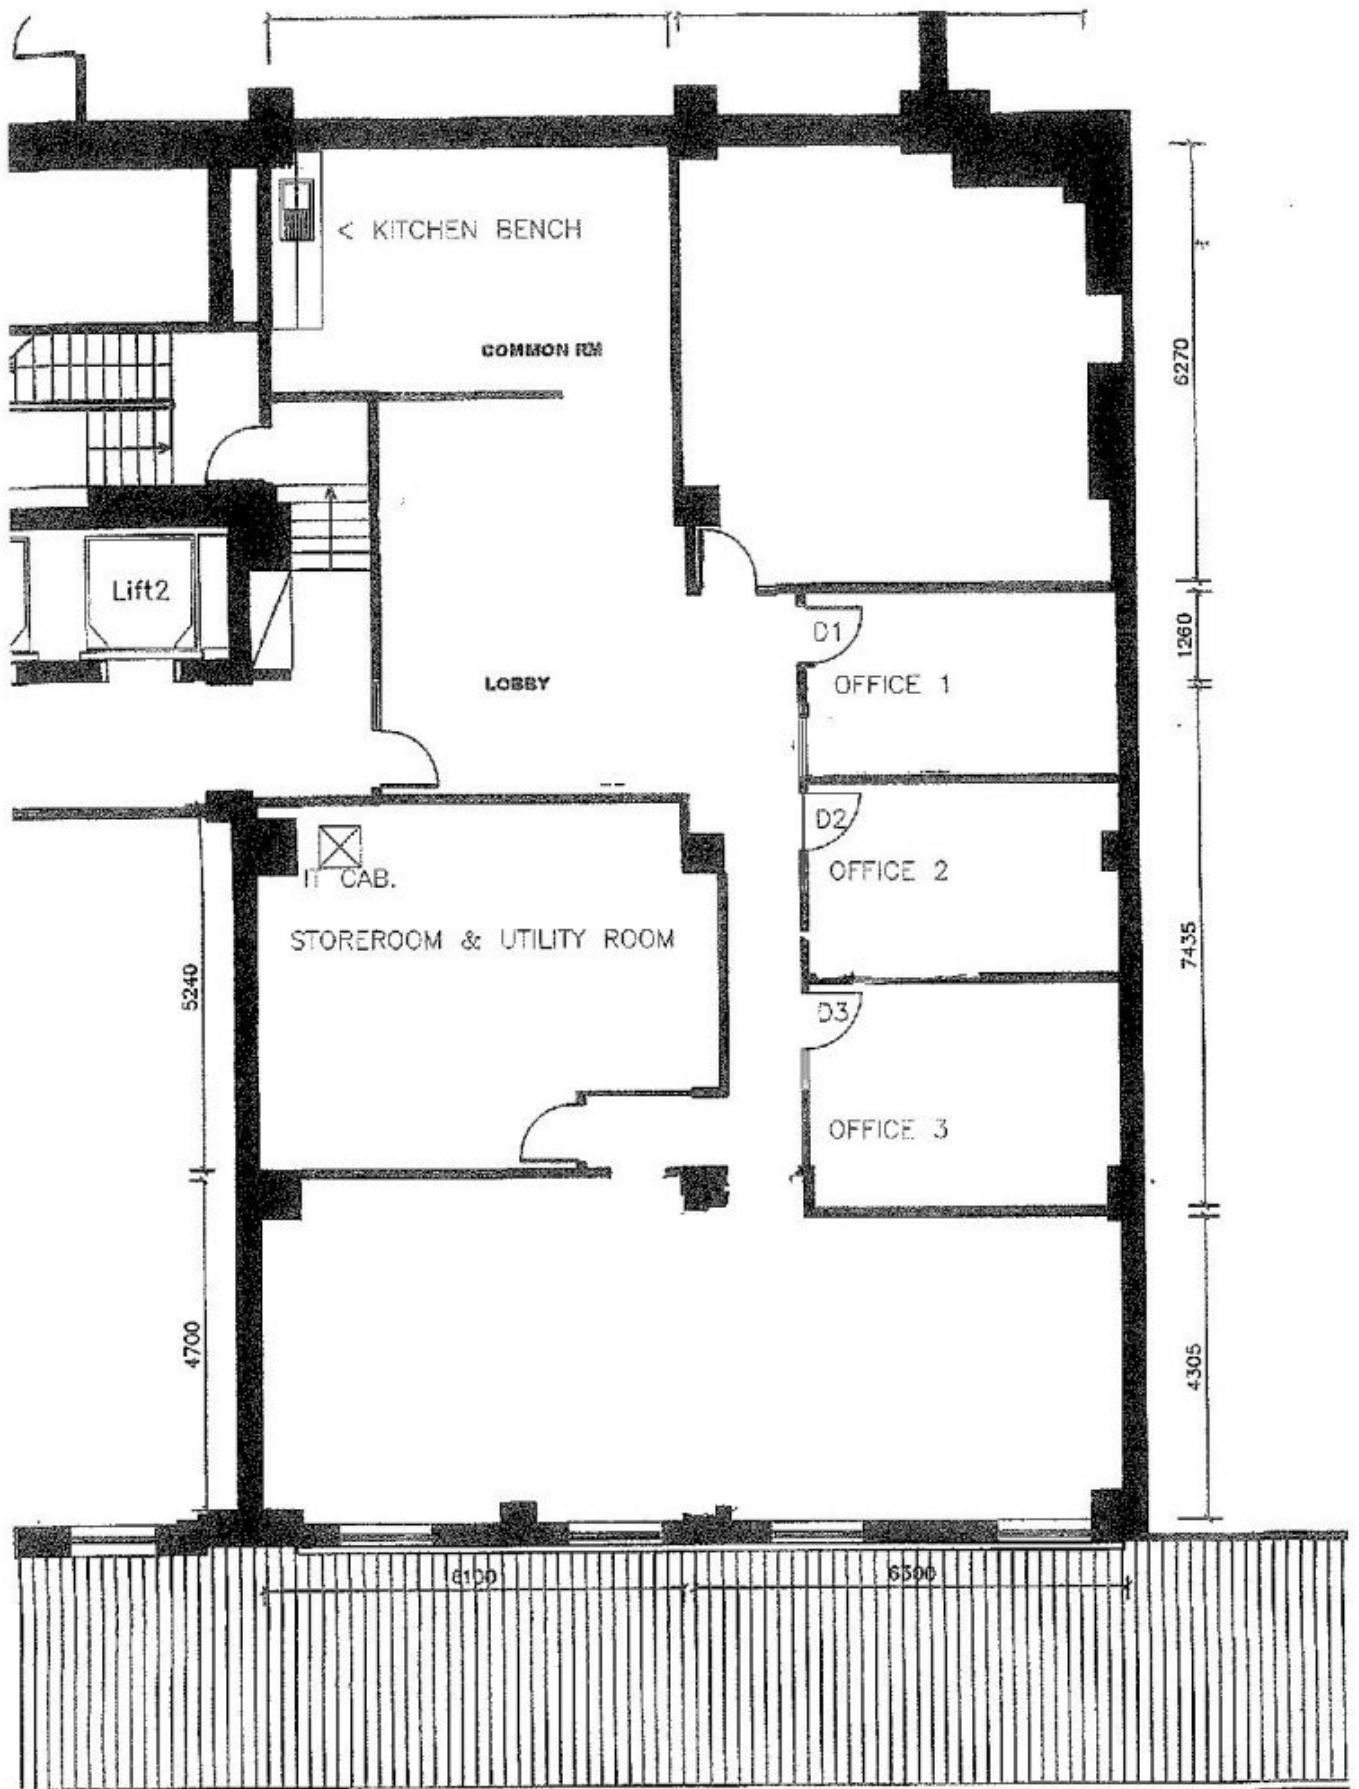 < KITCHEN BENCH
COMMON RM
6270
Lift2
D1
1260
OFFICE 1
LOBBY
D2
OFFICE 2
IT CAB.
STOREROOM & UTILITY ROOM
7435
5240
D3
OFFICE 3
4700
4305
6100
6300